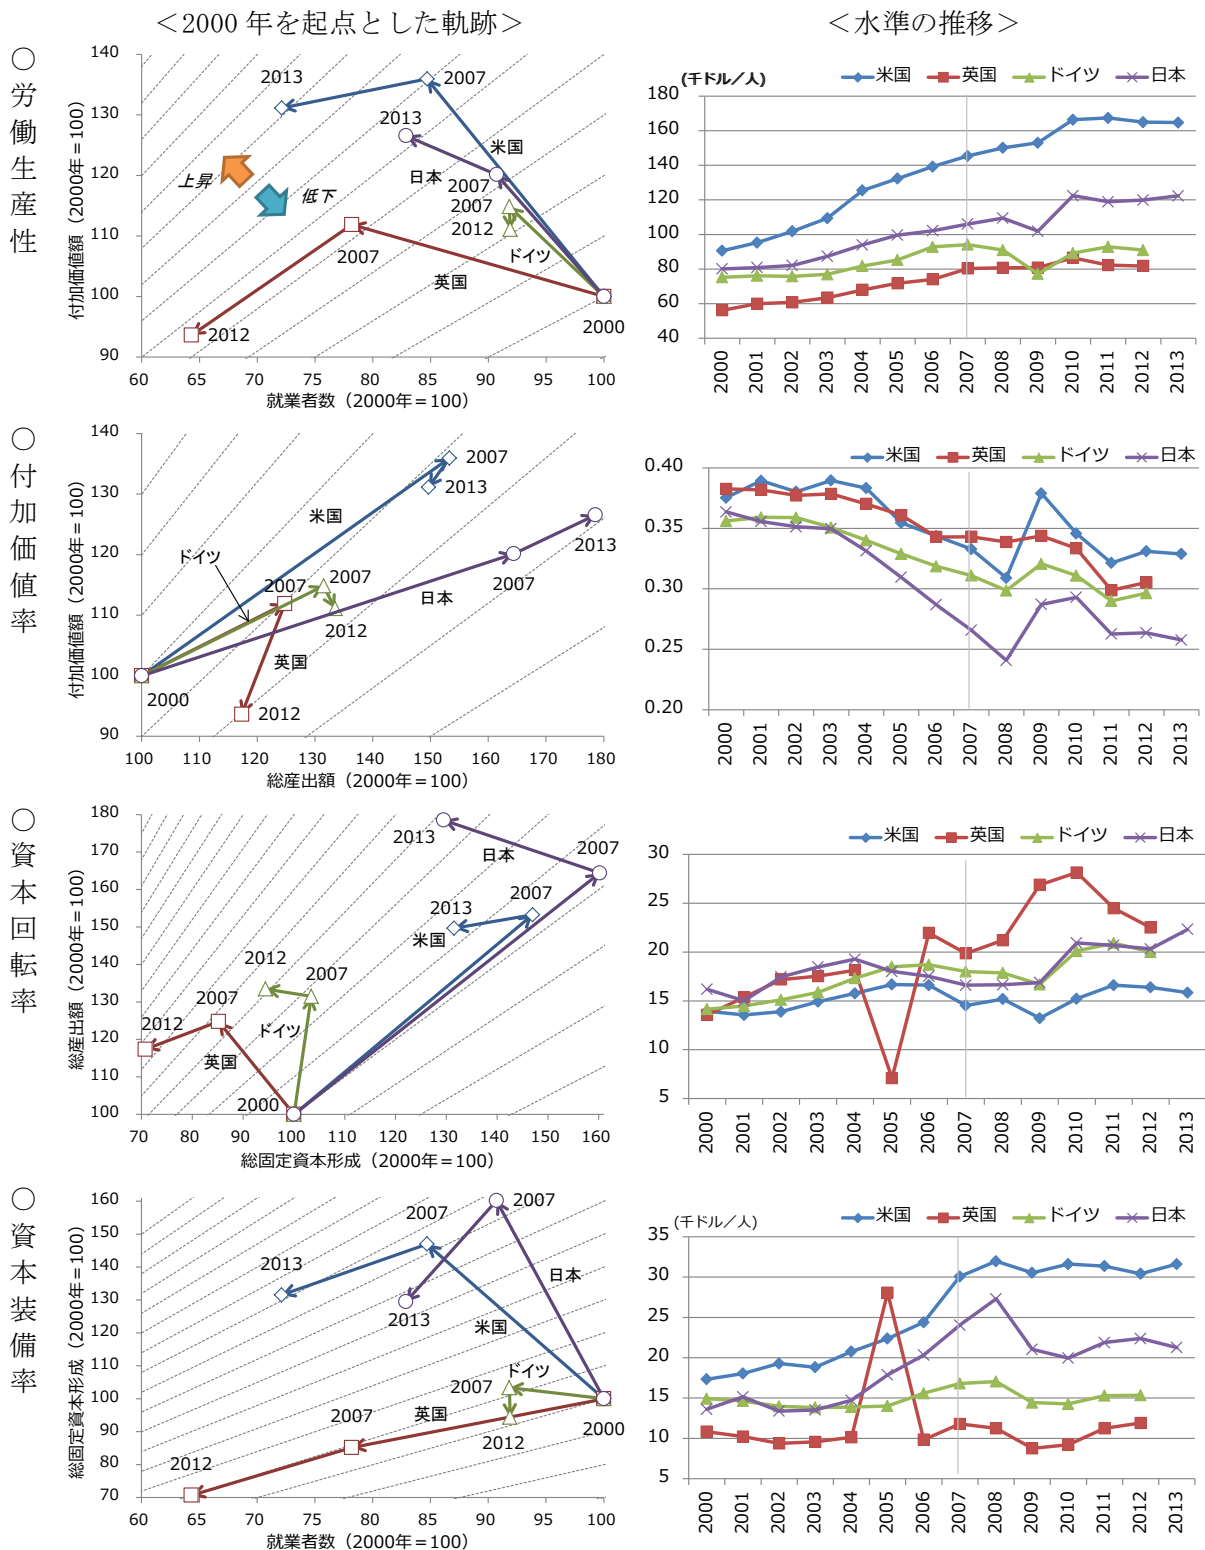 ＜2000 年を起点とした軌跡＞
＜水準の推移＞
○労働生産性
付加価値額（2000年＝100）
140
130
120
110
100
90
60 65 70 75 80 85 90 95 100
就業者数（2000年＝100）
2013
2007
2013
米国
日本
2007
2007
2012
ドイツ
上昇
低下
2007
英国
2012
2000
(千ドル／人)
米国 英国 ドイツ 日本
180
160
140
120
100
80
60
40
2000 2001 2002 2003 2004 2005 2006 2007 2008 2009 2010 2011 2012 2013
○付加価値率
付加価値額（2000年＝100）
140
130
120
110
100
90
100 110 120 130 140 150 160 170 180
総産出額（2000年＝100）
2007
2013
米国
2013
ドイツ
2007
2007
2007
日本
2012
英国
2000
2012
米国 英国 ドイツ 日本
0.40
0.35
0.30
0.25
0.20
2000 2001 2002 2003 2004 2005 2006 2007 2008 2009 2010 2011 2012 2013
○資本回転率
総産出額（2000年＝100）
180
170
160
150
140
130
120
110
100
70 80 90 100 110 120 130 140 150 160
総固定資本形成（2000年＝100）
2013
日本
2007
2013
2007
米国
2012
2007
2007
2012
ドイツ
英国
2000
米国 英国 ドイツ 日本
30
25
20
15
10
5
2000 2001 2002 2003 2004 2005 2006 2007 2008 2009 2010 2011 2012 2013
○資本装備率
総固定資本形成（2000年＝100）
160
150
140
130
120
110
100
90
80
70
60 65 70 75 80 85 90 95 100
就業者数（2000年＝100）
2007
2007
2013
日本
2013
米国
ドイツ
2007
2007
英国
2000
2012
2012
(千ドル／人)
米国 英国 ドイツ 日本
35
30
25
20
15
10
5
2000 2001 2002 2003 2004 2005 2006 2007 2008 2009 2010 2011 2012 2013